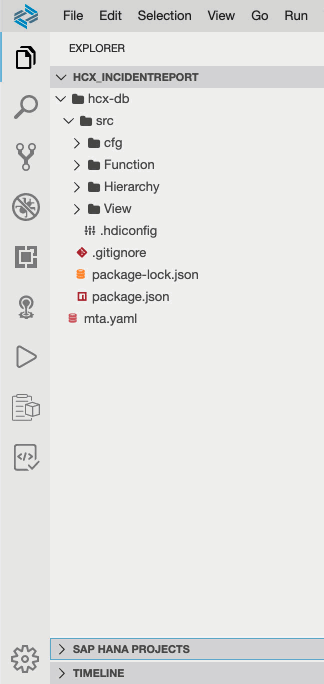 File Edit Selection View Go Run
EXPLORER
HCX_INCIDENTREPORT
hcx-db
src
cfg
Function
Hierarchy
View
.hdiconfig
.gitignore
package-lock.json
package.json
mta.yaml
SAP HANA PROJECTS
TIMELINE